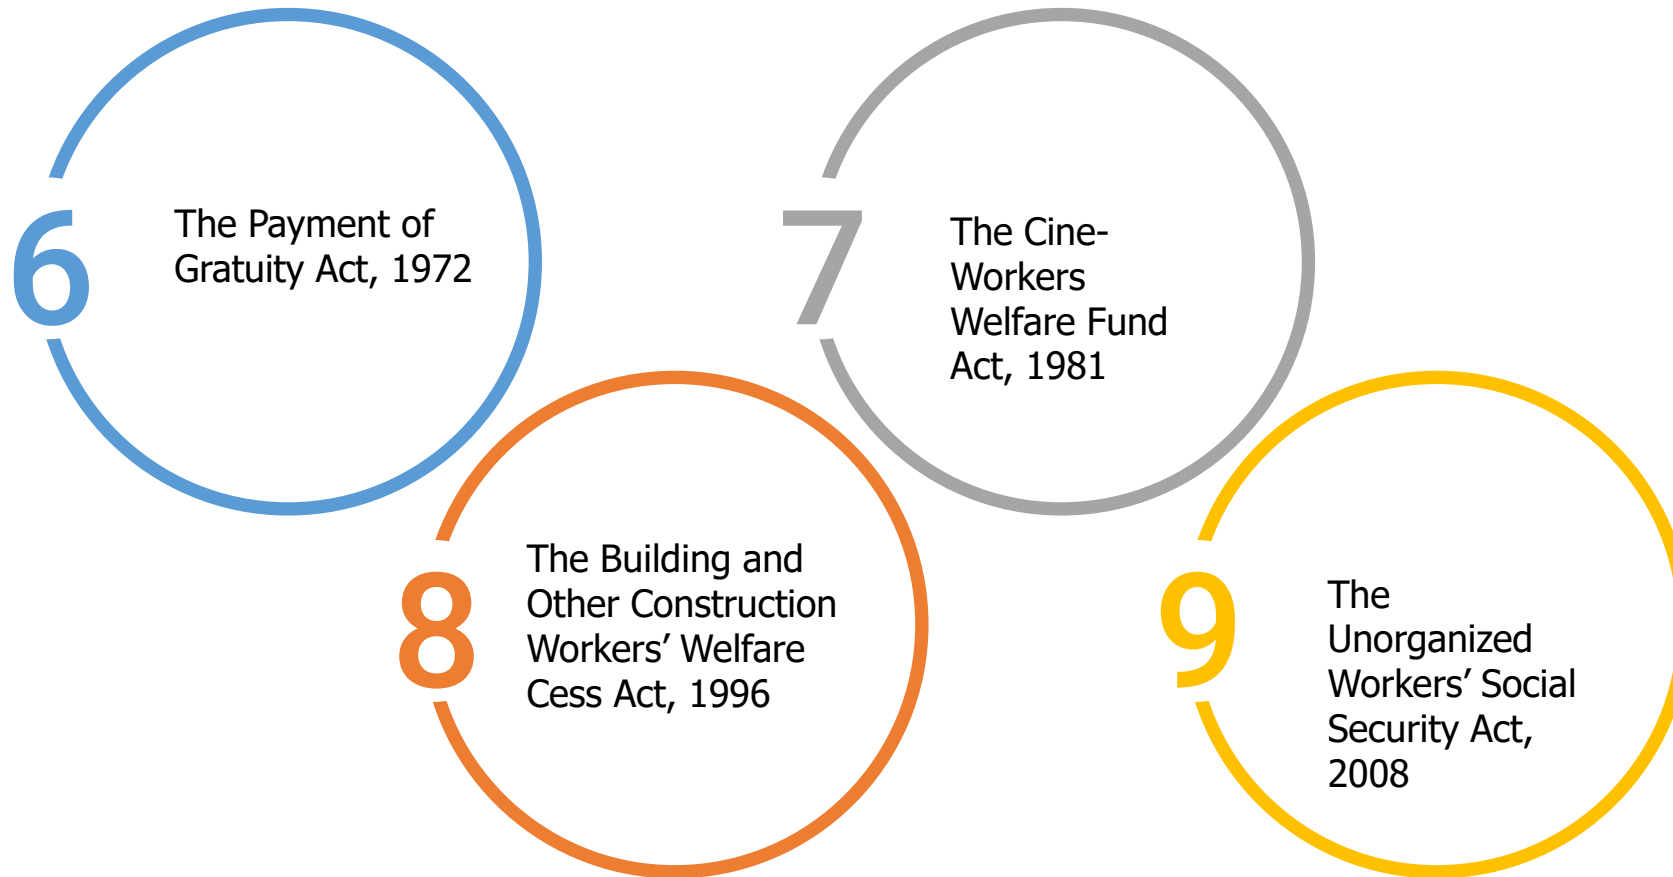 6
The Payment of
Gratuity Act, 1972
7
The Cine-
Workers
Welfare Fund
Act, 1981
8
The Building and
Other Construction
Workers’ Welfare
Cess Act, 1996
9
The
Unorganized
Workers’ Social
Security Act,
2008